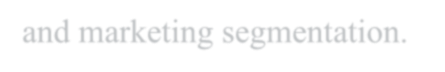 and marketing segmentation.